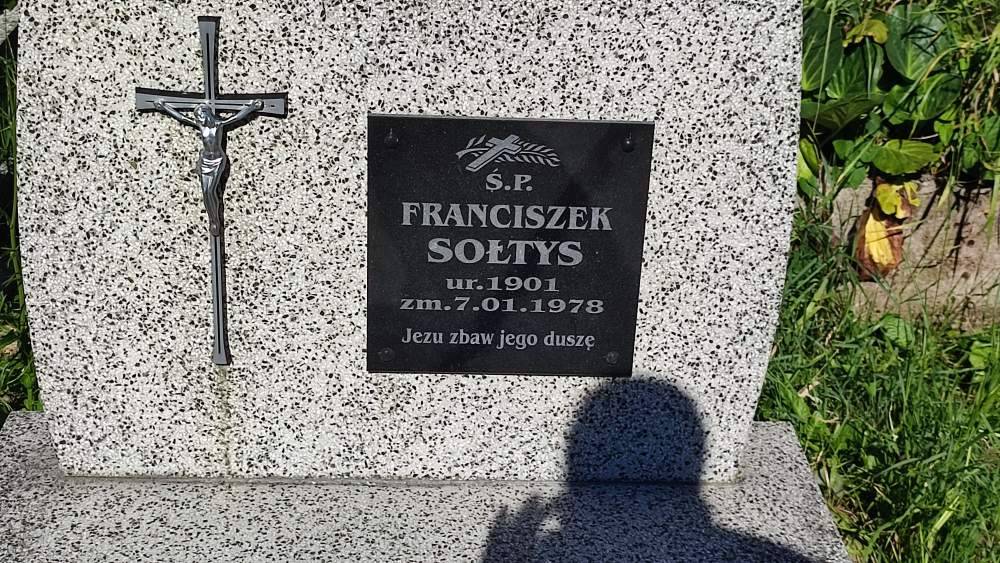 Ś.P.
FRANCISZEK
SOŁTYS
ur.1901
zm.7.01.1978
Jezu zbaw jego duszę